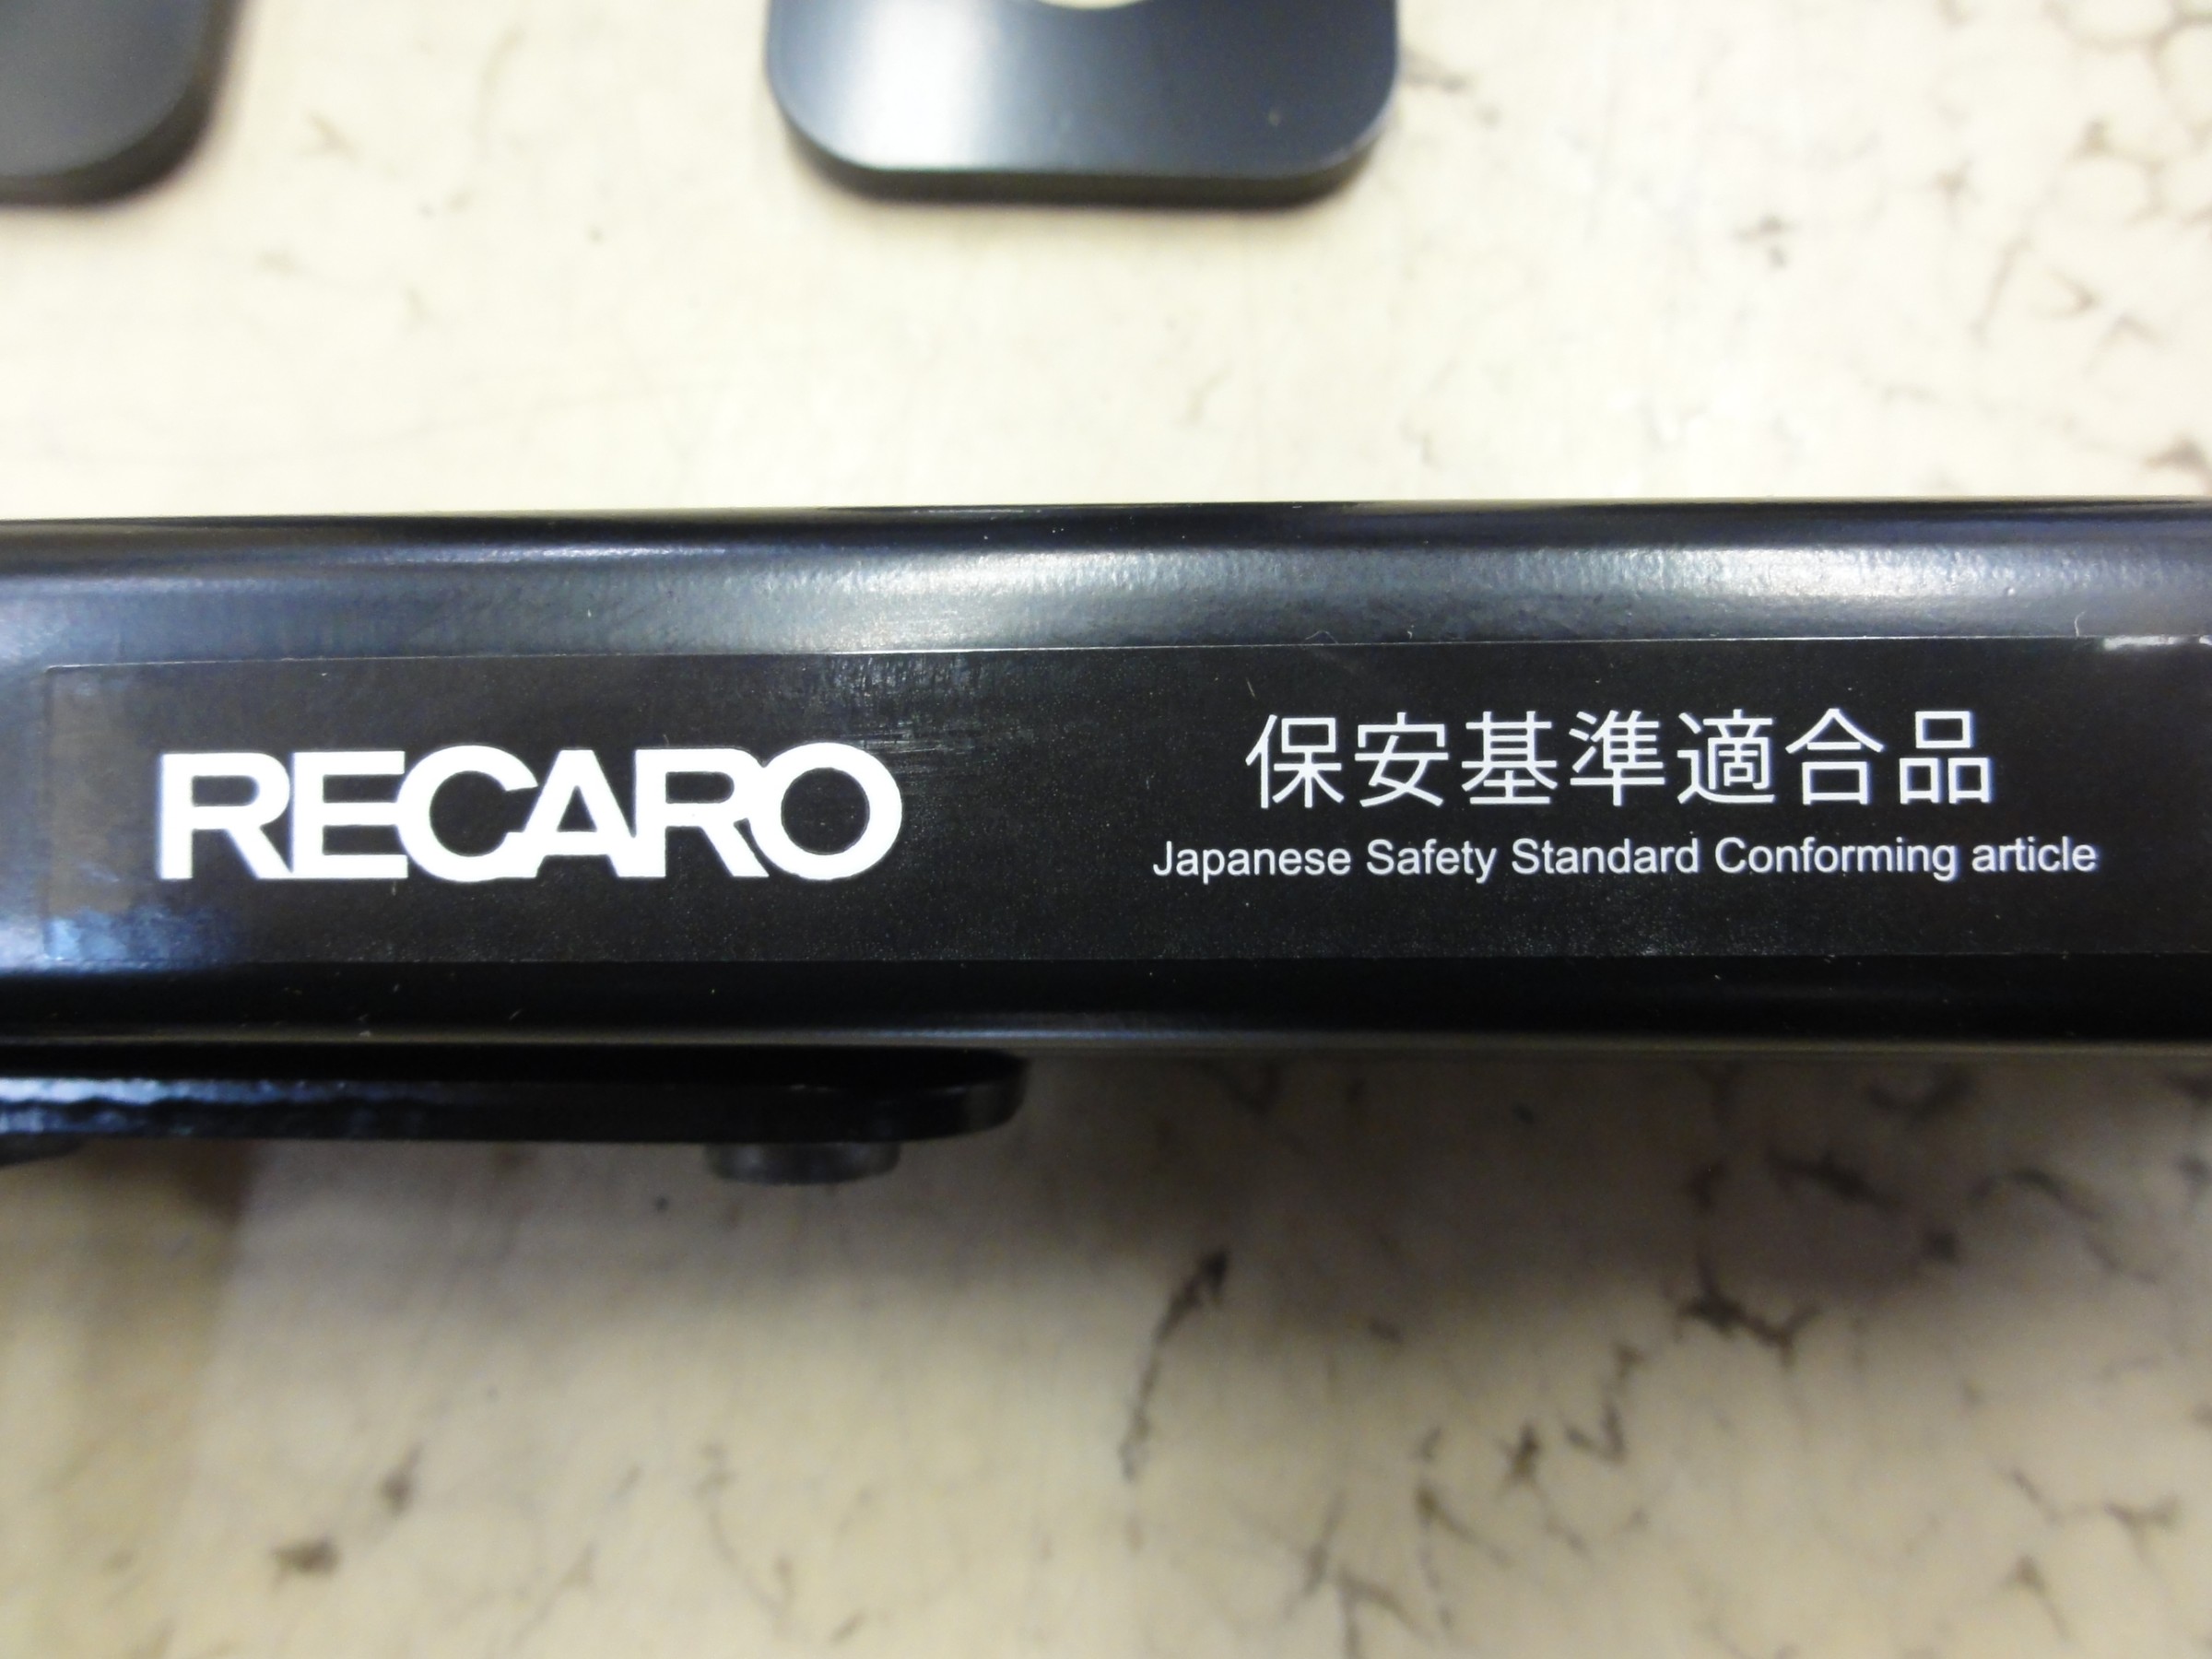 RECARO
保安基準適合品
Japanese Safety Standard Conforming article